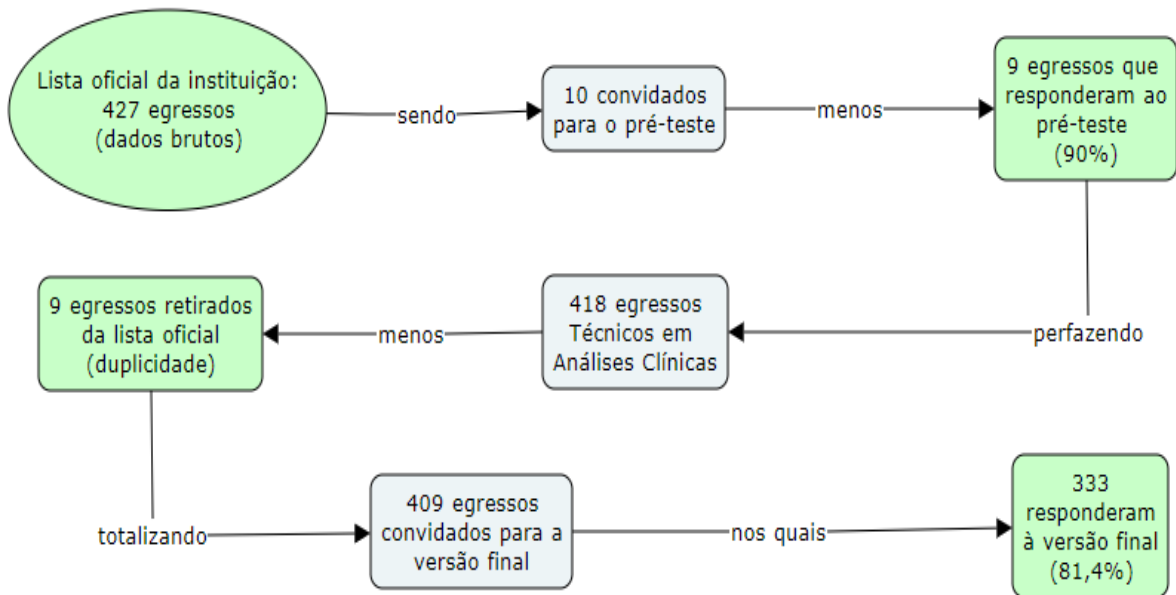 Lista oficial da instituição:
427 egressos
(dados brutos)
sendo
10 convidados
para o pré-teste
menos
9 egressos que
responderam ao
pré-teste
(90%)
perfazendo
418 egressos
Técnicos em
Análises Clínicas
menos
9 egressos retirados
da lista oficial
(duplicidade)
totalizando
409 egressos
convidados para a
versão final
nos quais
333
responderam
à versão final
(81,4%)